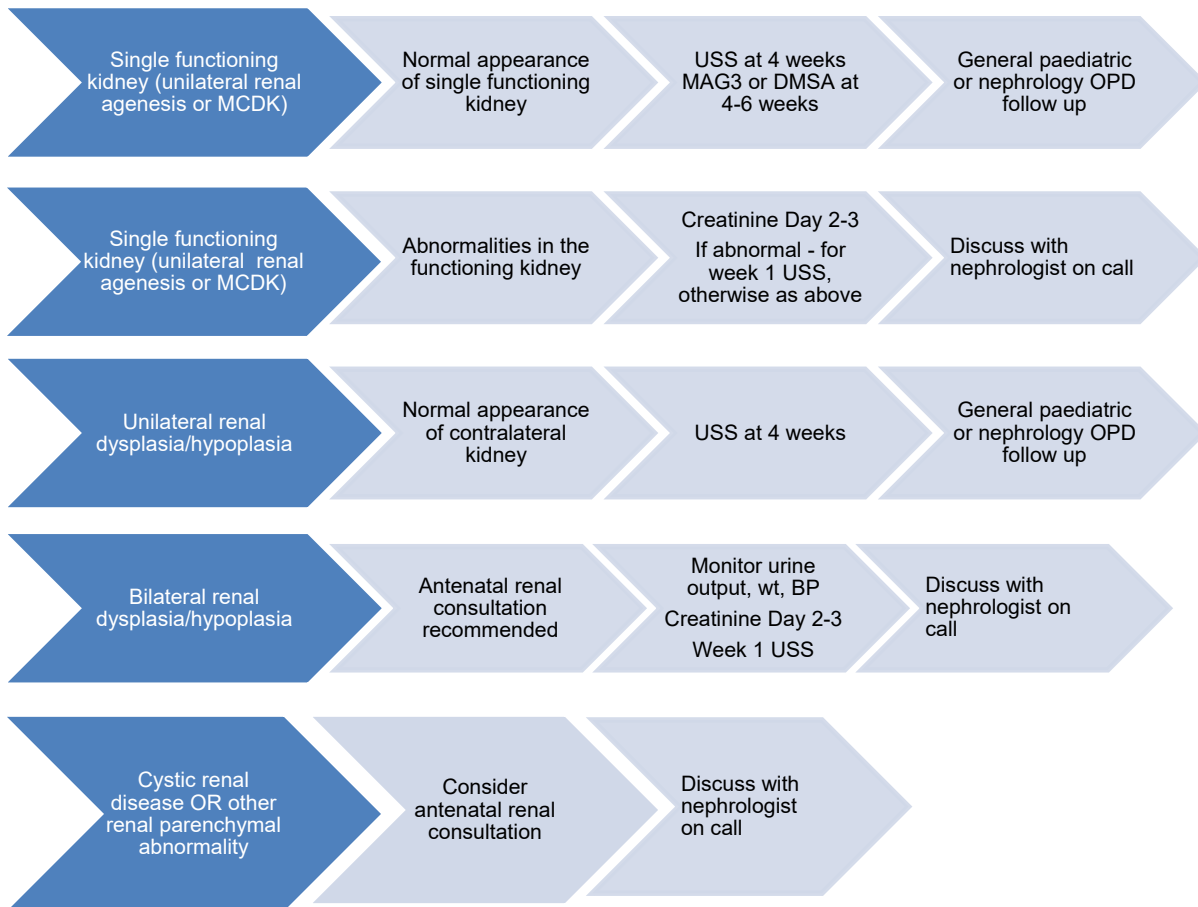 Single functioning
kidney (unilateral renal
agenesis or MCDK)
Normal appearance
of single functioning
kidney
USS at 4 weeks
MAG3 or DMSA at
4-6 weeks
General paediatric
or nephrology OPD
follow up
Single functioning
kidney (unilateral renal
agenesis or MCDK)
Abnormalities in the
functioning kidney
Creatinine Day 2-3
If abnormal - for
week 1 USS,
otherwise as above
Discuss with
nephrologist on call
Unilateral renal
dysplasia/hypoplasia
Normal appearance
of contralateral
kidney
USS at 4 weeks
General paediatric
or nephrology OPD
follow up
Bilateral renal
dysplasia/hypoplasia
Antenatal renal
consultation
recommended
Monitor urine
output, wt, BP
Creatinine Day 2-3
Week 1 USS
Discuss with
nephrologist on
call
Cystic renal
disease OR other
renal parenchymal
abnormality
Consider
antenatal renal
consultation
Discuss with
nephrologist
on call